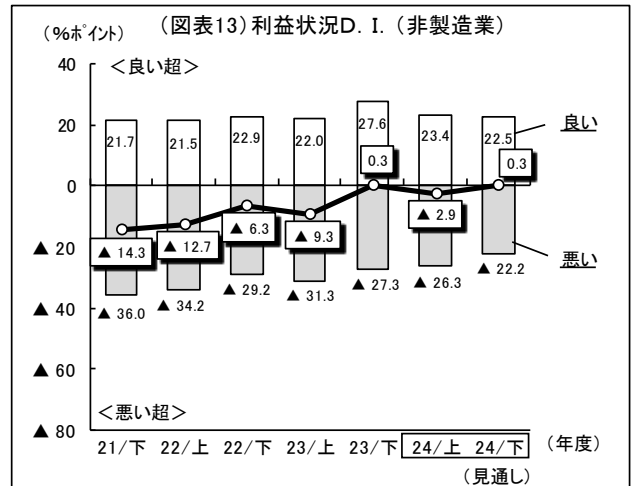 (図表13)利益状況D.I.(非製造業)
(%ポイント)
40
<良い超>
21.7 21.5 22.9 22.0 27.6 23.4 22.5 良い
20
0.3 0.3
0
▲ 14.3 ▲ 12.7 ▲ 6.3 ▲ 9.3 ▲ 2.9
▲ 20
悪い
▲ 36.0 ▲ 34.2 ▲ 29.2 ▲ 31.3 ▲ 27.3 ▲ 26.3 ▲ 22.2
▲ 40
▲ 60
<悪い超>
▲ 80
21/下 22/上 22/下 23/上 23/下 24/上 24/下 (年度)
(見通し)